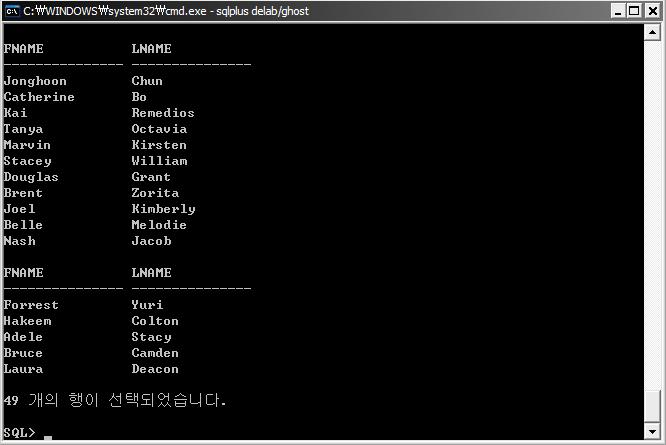 C:₩WINDOWS₩system32₩cmd.exe - sqlplus delab/ghost
FNAME LNAME
--------------- ---------------
Jonghoon Chun
Catherine Bo
Kai Remedios
Tanya Octavia
Marvin Kirsten
Stacey William
Douglas Grant
Brent Zorita
Joel Kimberly
Belle Melodie
Nash Jacob
FNAME LNAME
--------------- ---------------
Forrest Yuri
Hakeem Colton
Adele Stacy
Bruce Camden
Laura Deacon
49 개의 행이 선택되었습니다.
SQL>